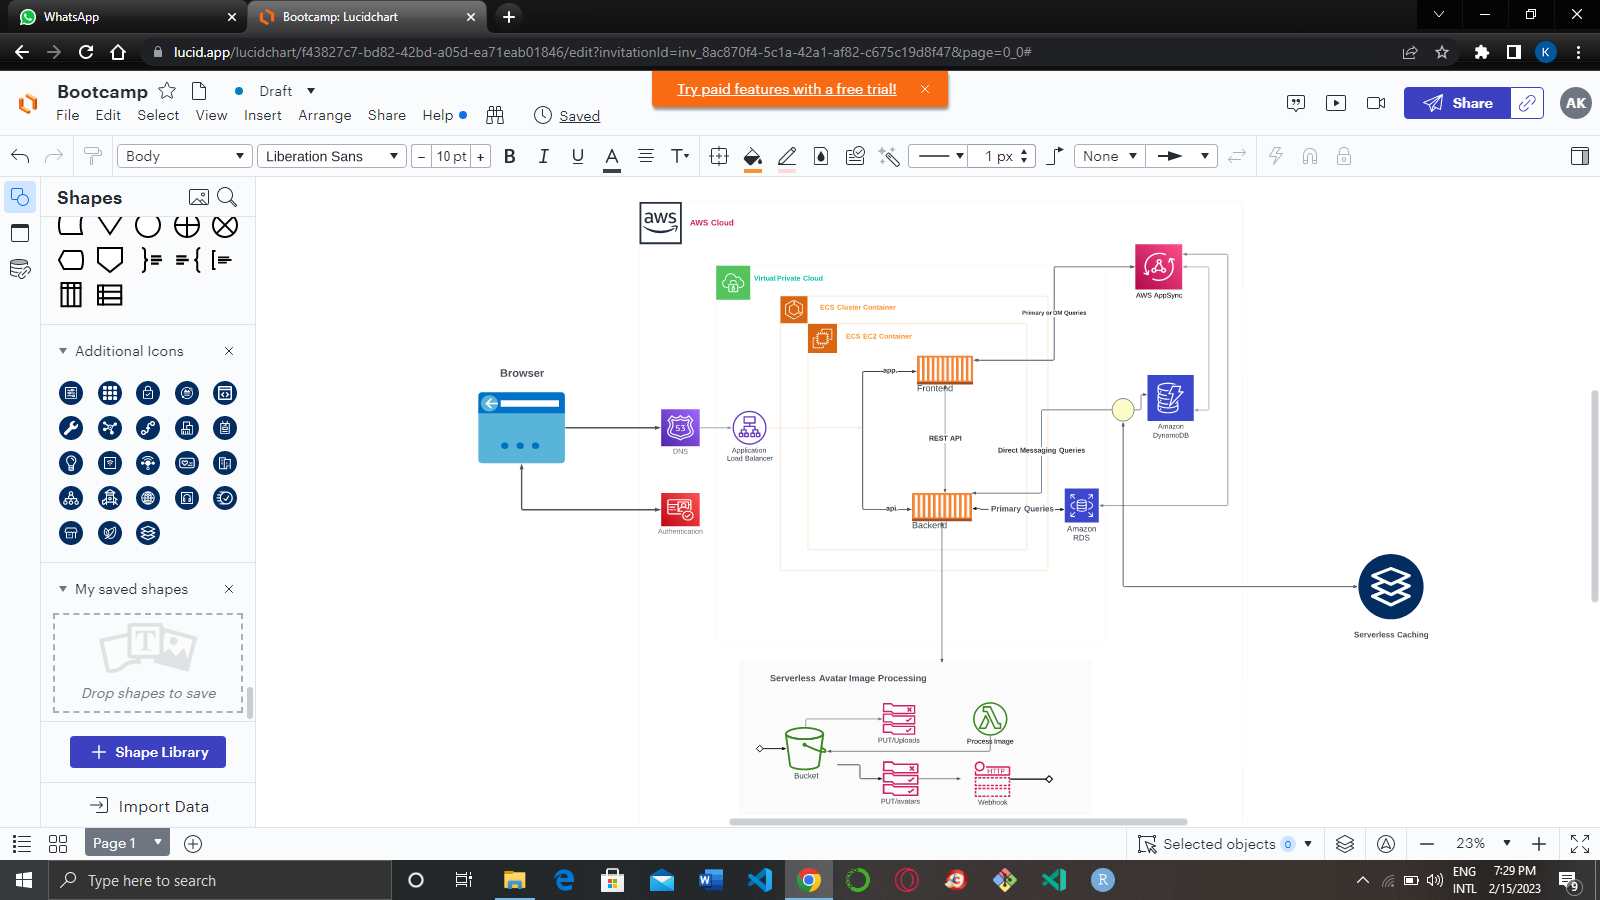 WhatsApp
Bootcamp: Lucidchart
lucid.app/lucidchart/f43827c7-bd82-42bd-a05d-ea71eab01846/edit?invitationId=inv_8ac870f4-5c1a-42a1-af82-c675c19d8f47&page=0_0#
K
Bootcamp
Draft
Try paid features with a free trial!
Share
AK
File Edit Select View Insert Arrange Share Help
Saved
Body
Liberation Sans
10 pt
B I U A T
1 px
None
Shapes
Additional Icons
My saved shapes
Drop shapes to save
Shape Library
Import Data
aws
AWS Cloud
Virtual Private Cloud
ECS Cluster Container
ECS EC2 Container
Primary or DM Queries
AWS AppSync
app.
Frontend
Browser
53
DNS
Application
Load Balancer
Amazon
DynamoDB
REST API
Direct Messaging Queries
api.
Backend
Primary Queries
Amazon
RDS
Authentication
Serverless Caching
Serverless Avatar Image Processing
PUT/Uploads
Process Image
Bucket
HTTP
PUT/avatars
Webhook
Page 1
Selected objects 0
23%
Type here to search
ENG
INTL
7:29 PM
2/15/2023
9